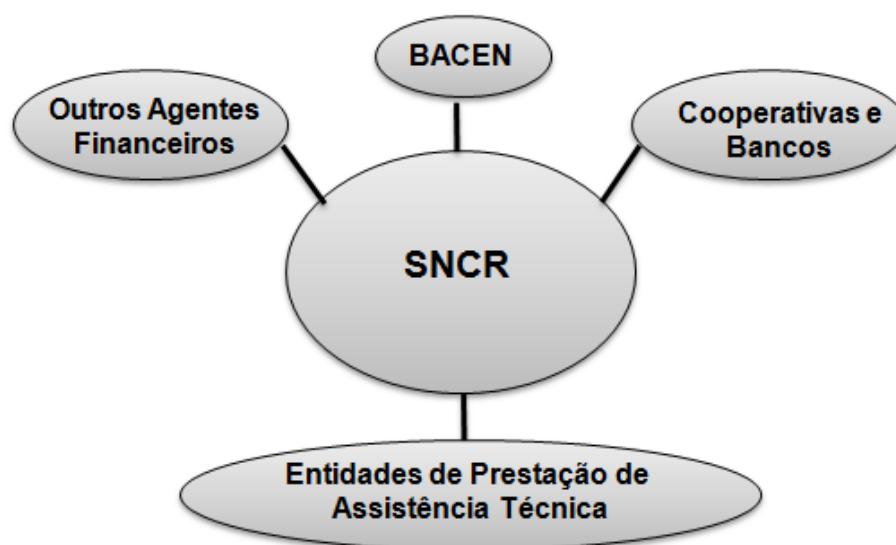 BACEN
Outros Agentes
Financeiros
Cooperativas e
Bancos
SNCR
Entidades de Prestação de
Assistência Técnica